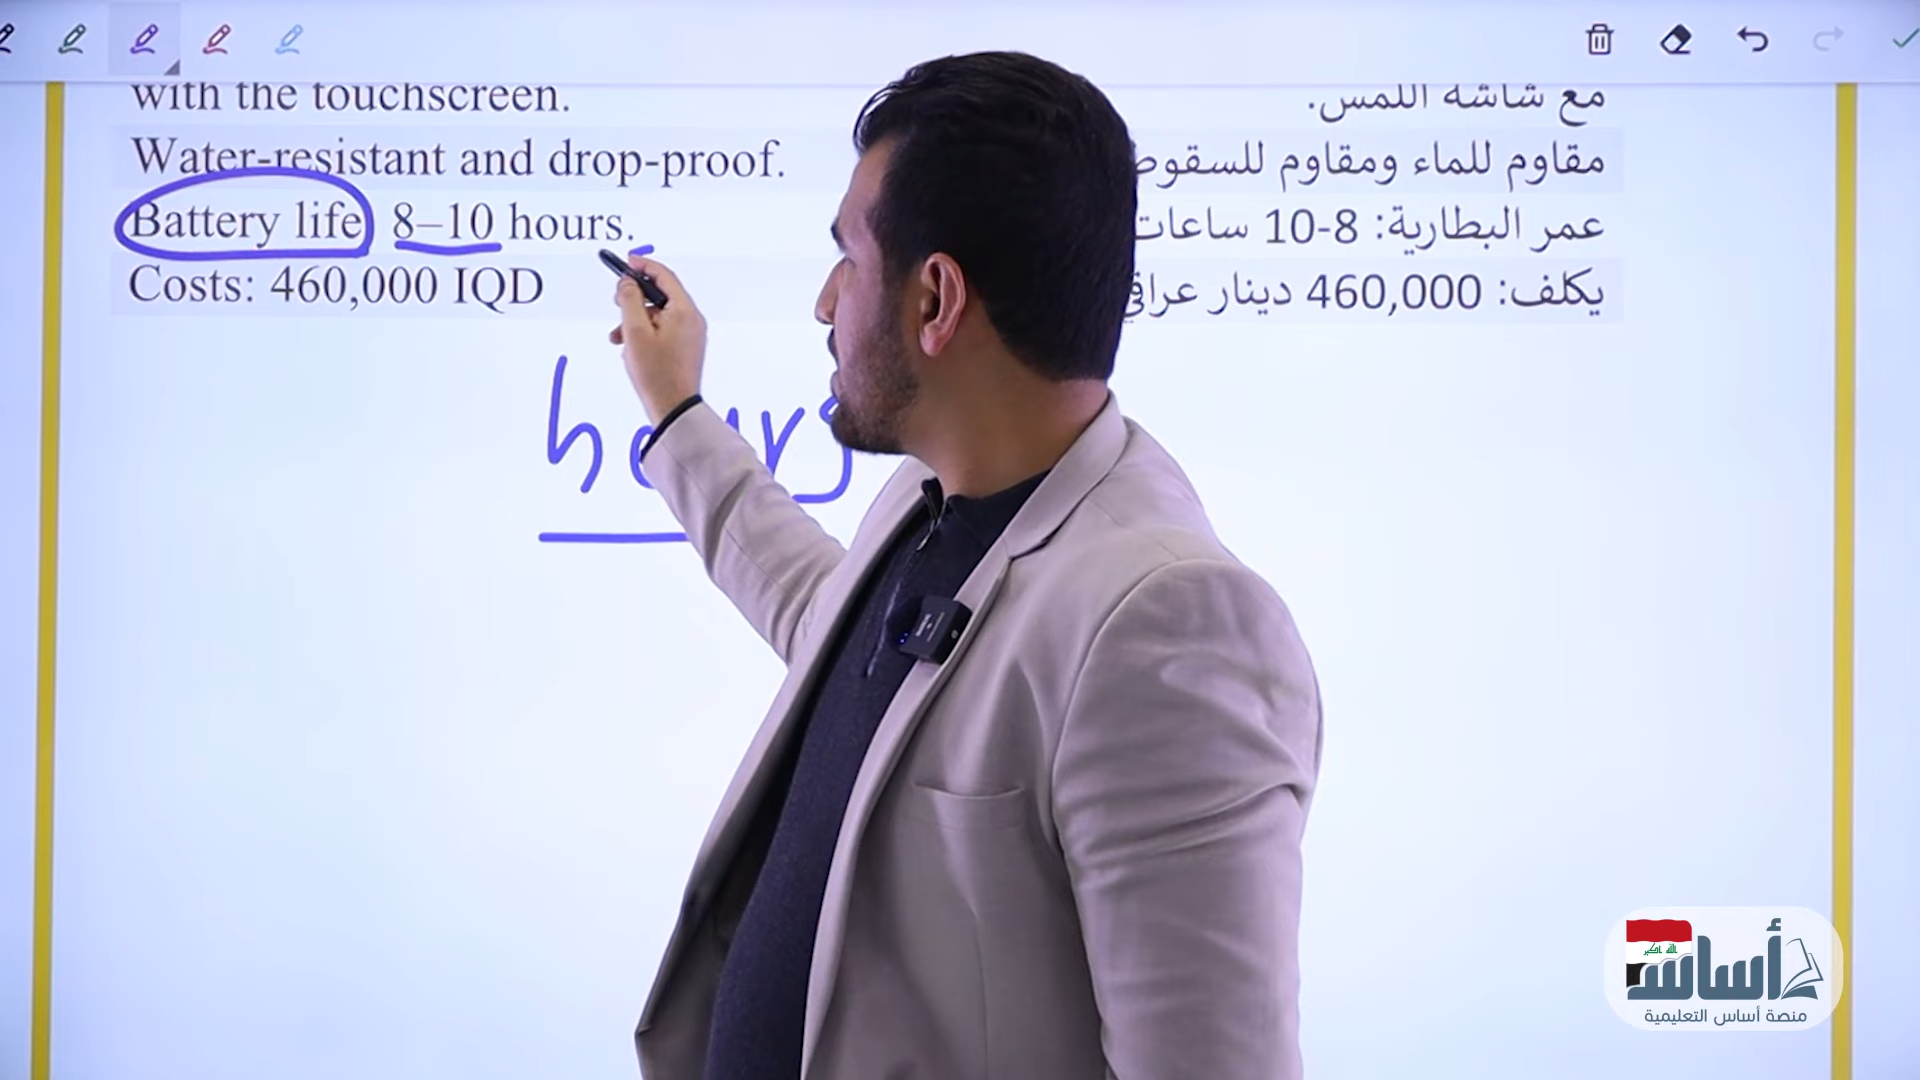 with the touchscreen.
مع شاشة اللمس.
Water-resistant and drop-proof.
مقاوم للماء ومقاوم للسقوط
Battery life 8–10 hours.
عمر البطارية: 8-10 ساعات
Costs: 460,000 IQD
يكلف: 460,000 دينار عراقي
hours
أساس
منصة أساس التعليمية